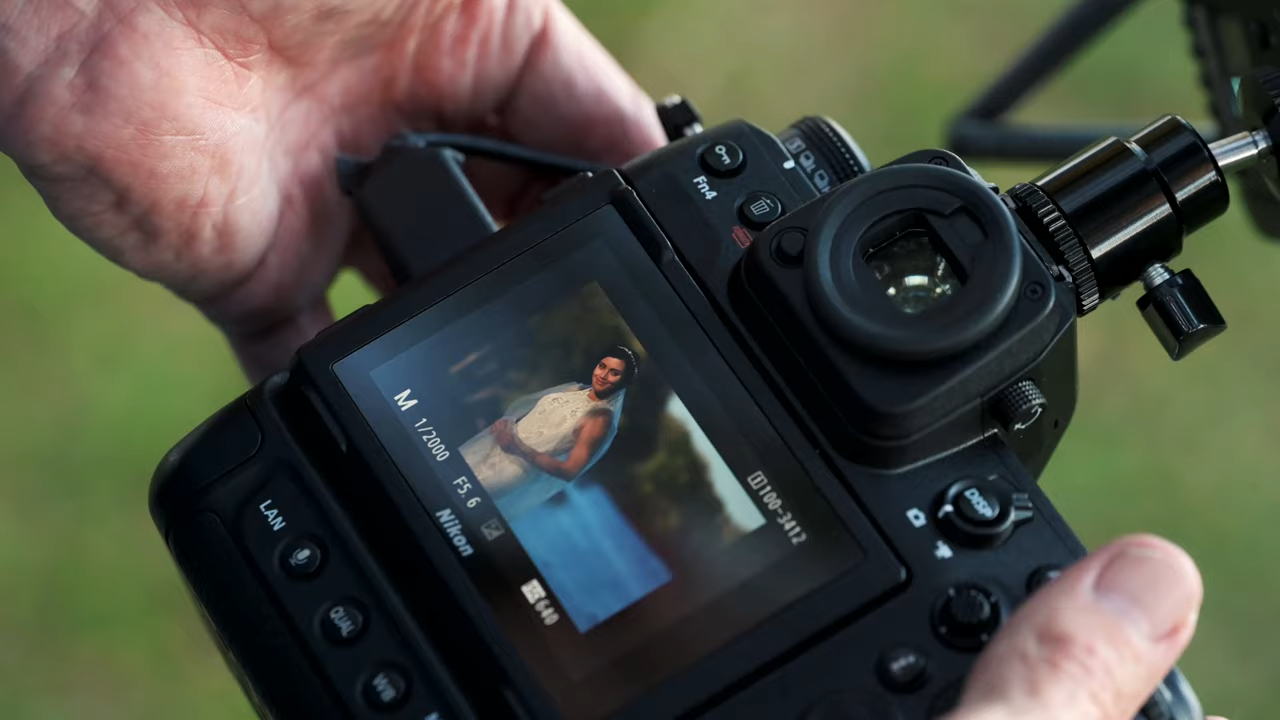 Fn4
M 1/2000 F5.6
100-3412
640
Nikon
LAN
QUAL
WB
DISP